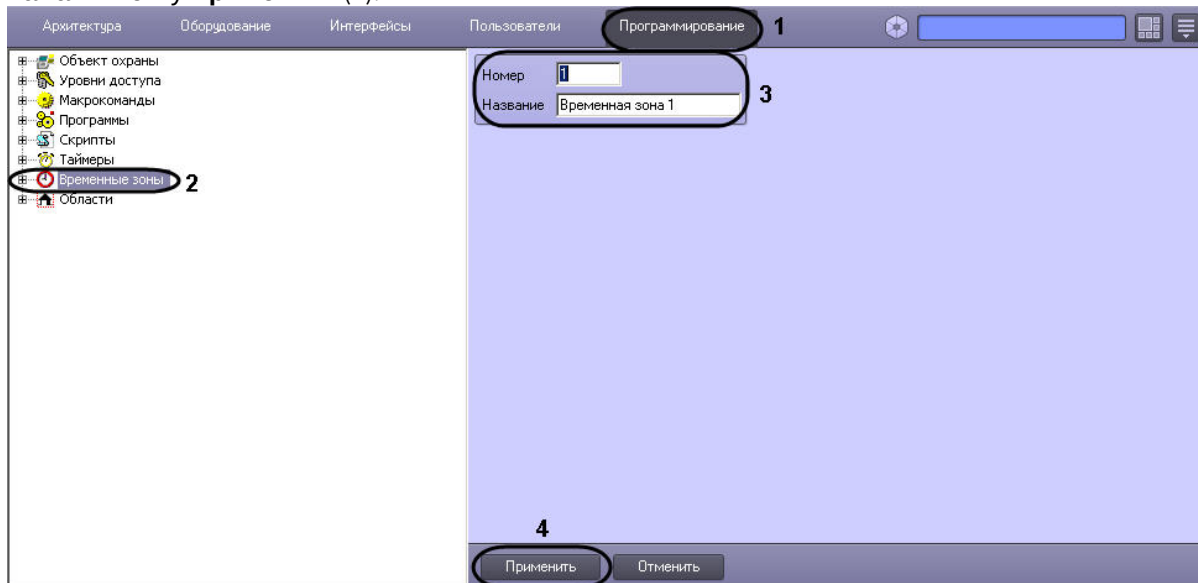 Архитектура Оборудование Интерфейсы Пользователи Программирование 1
Объект охраны
Уровни доступа
Макрокоманды
Программы
Скрипты
Таймеры
Временные зоны 2
Области
Номер 1
Название Временная зона 1
3
4
Применить Отменить